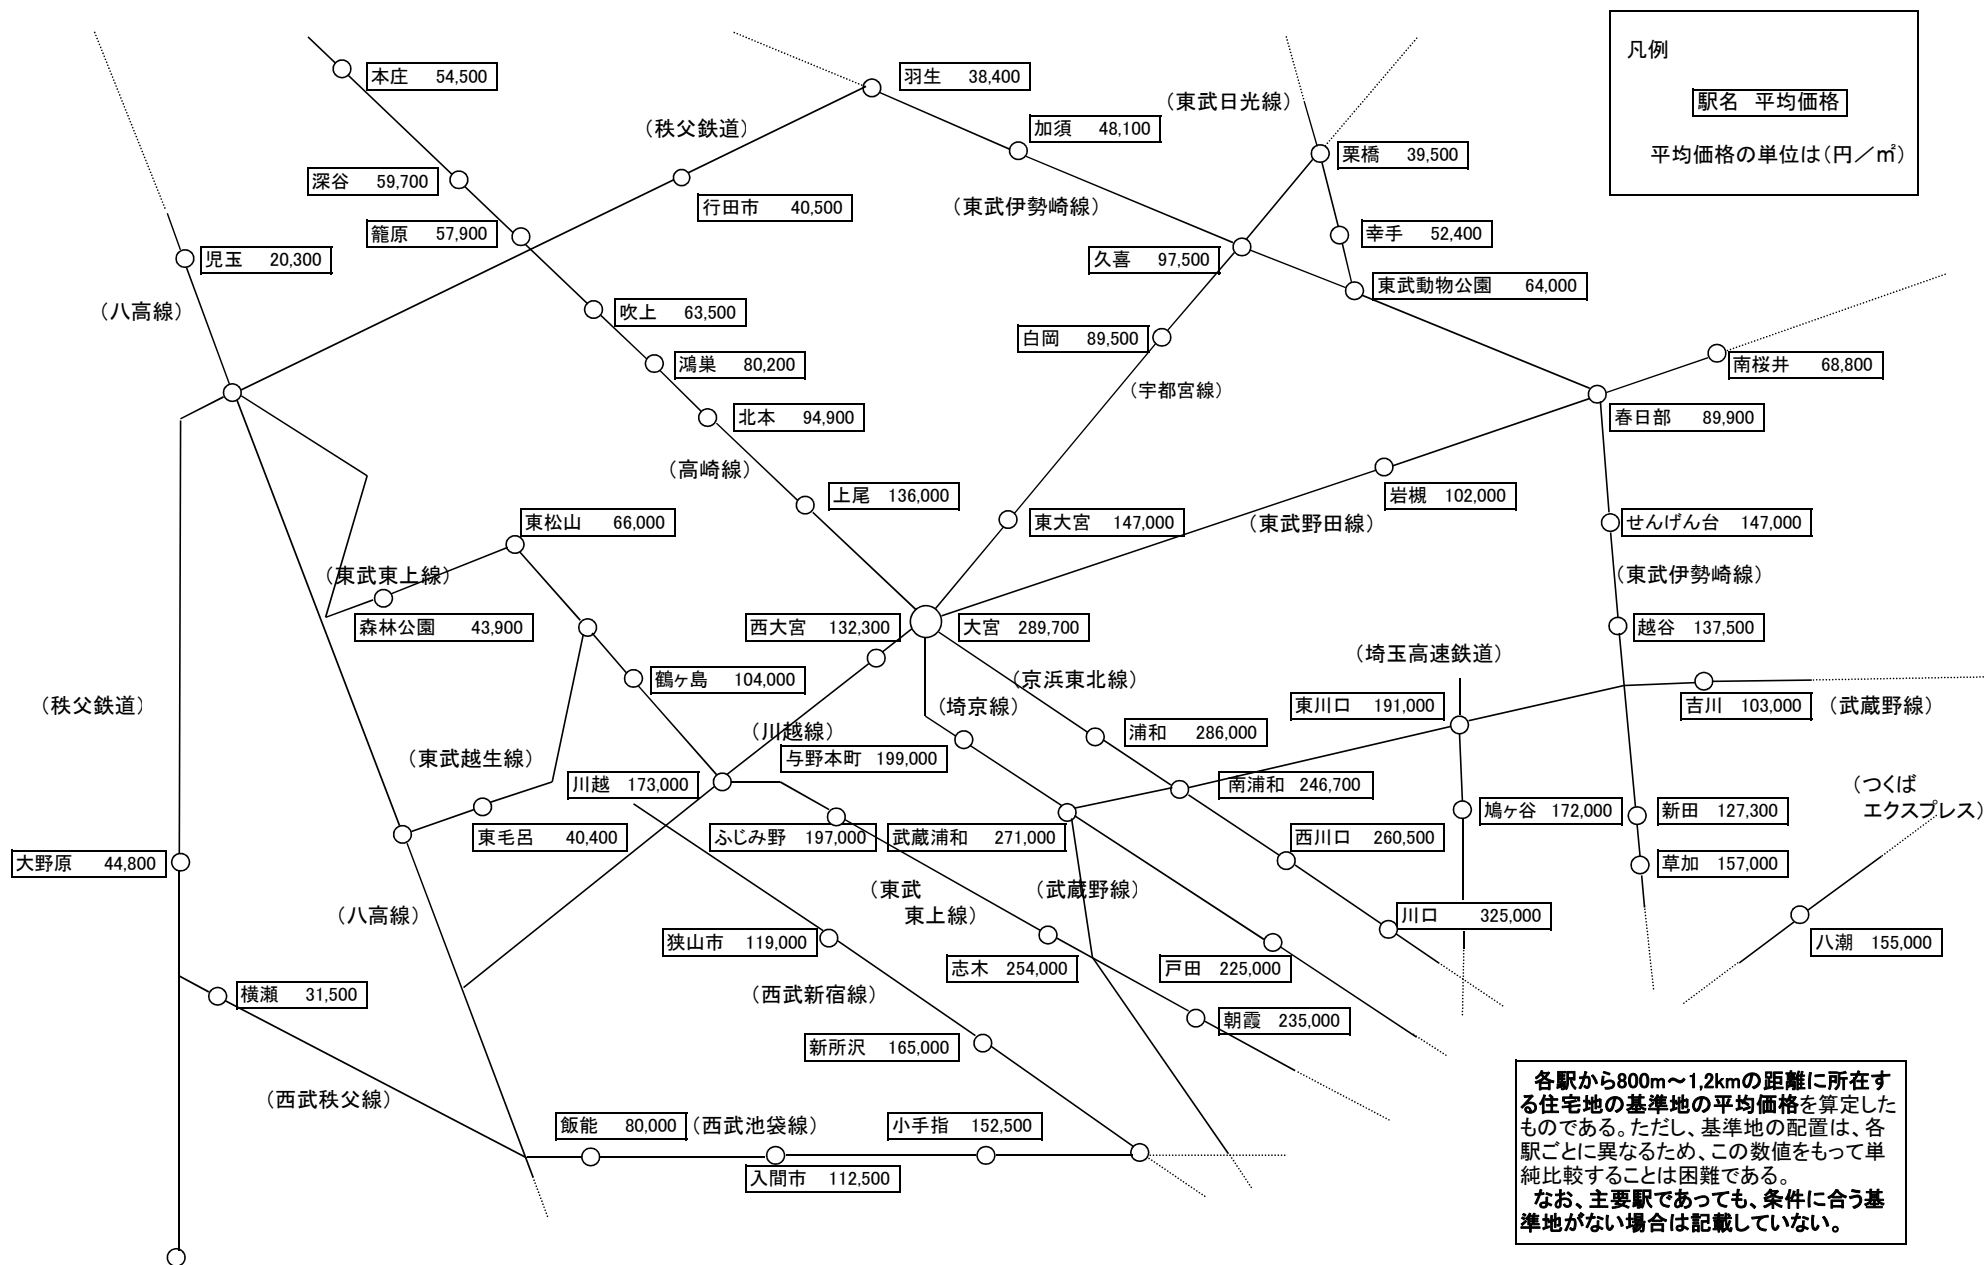 凡例
駅名 平均価格
平均価格の単位は（円／㎡）
本庄 54,500
羽生 38,400
（東武日光線）
（秩父鉄道）
加須 48,100
栗橋 39,500
深谷 59,700
行田市 40,500
（東武伊勢崎線）
籠原 57,900
幸手 52,400
児玉 20,300
久喜 97,500
東武動物公園 64,000
（八高線）
吹上 63,500
白岡 89,500
鴻巣 80,200
南桜井 68,800
（宇都宮線）
北本 94,900
春日部 89,900
（高崎線）
上尾 136,000
岩槻 102,000
東松山 66,000
東大宮 147,000
（東武野田線）
せんげん台 147,000
（東武東上線）
（東武伊勢崎線）
森林公園 43,900
西大宮 132,300
大宮 289,700
越谷 137,500
（埼玉高速鉄道）
鶴ヶ島 104,000
（京浜東北線）
（秩父鉄道）
（埼京線）
東川口 191,000
吉川 103,000
（武蔵野線）
（川越線）
浦和 286,000
（東武越生線）
与野本町 199,000
川越 173,000
南浦和 246,700
（つくば
エクスプレス）
鳩ヶ谷 172,000
新田 127,300
東毛呂 40,400
ふじみ野 197,000
武蔵浦和 271,000
西川口 260,500
大野原 44,800
草加 157,000
（東武
東上線）
（武蔵野線）
（八高線）
川口 325,000
狭山市 119,000
八潮 155,000
志木 254,000
戸田 225,000
横瀬 31,500
（西武新宿線）
朝霞 235,000
新所沢 165,000
（西武秩父線）
飯能 80,000
（西武池袋線）
小手指 152,500
入間市 112,500
各駅から800m～1,2kmの距離に所在す
る住宅地の基準地の平均価格を算定した
ものである。ただし、基準地の配置は、各
駅ごとに異なるため、この数値をもって単
純比較することは困難である。
なお、主要駅であっても、条件に合う基
準地がない場合は記載していない。